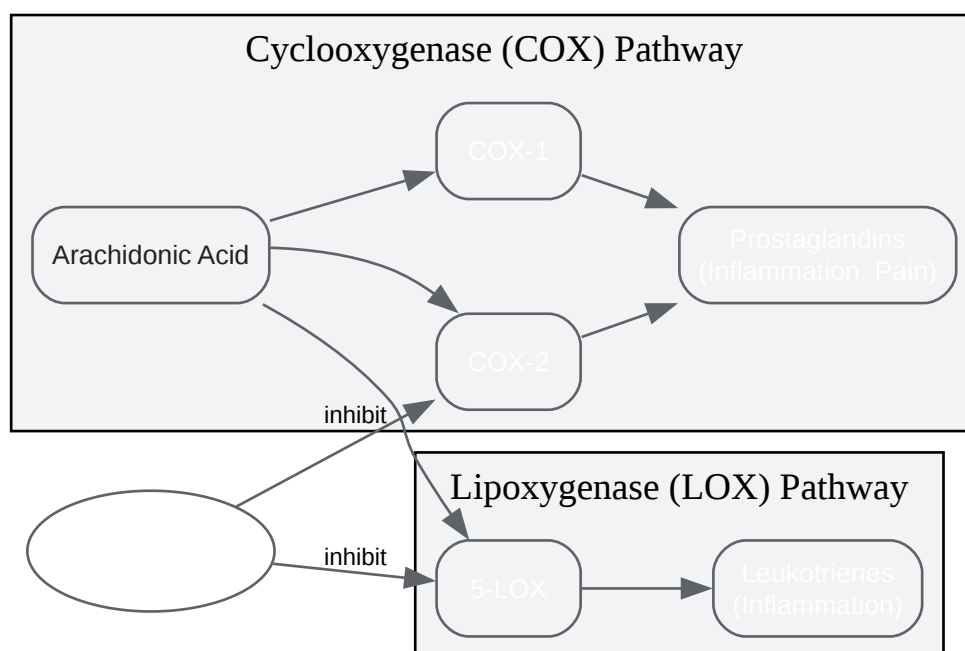 Cyclooxygenase (COX) Pathway
COX-1
Arachidonic Acid
Prostaglandins
(Inflammation, Pain)
COX-2
inhibit
Lipoxygenase (LOX) Pathway
inhibit
5-LOX
Leukotrienes
(Inflammation)